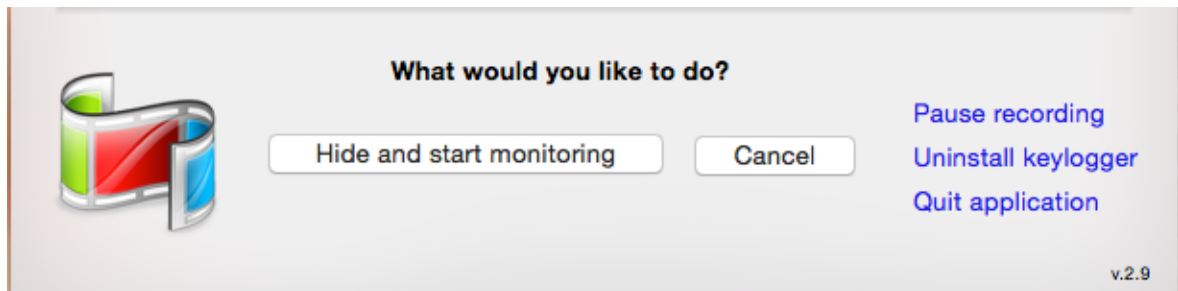 What would you like to do?
Hide and start monitoring
Cancel
Pause recording
Uninstall keylogger
Quit application
v.2.9